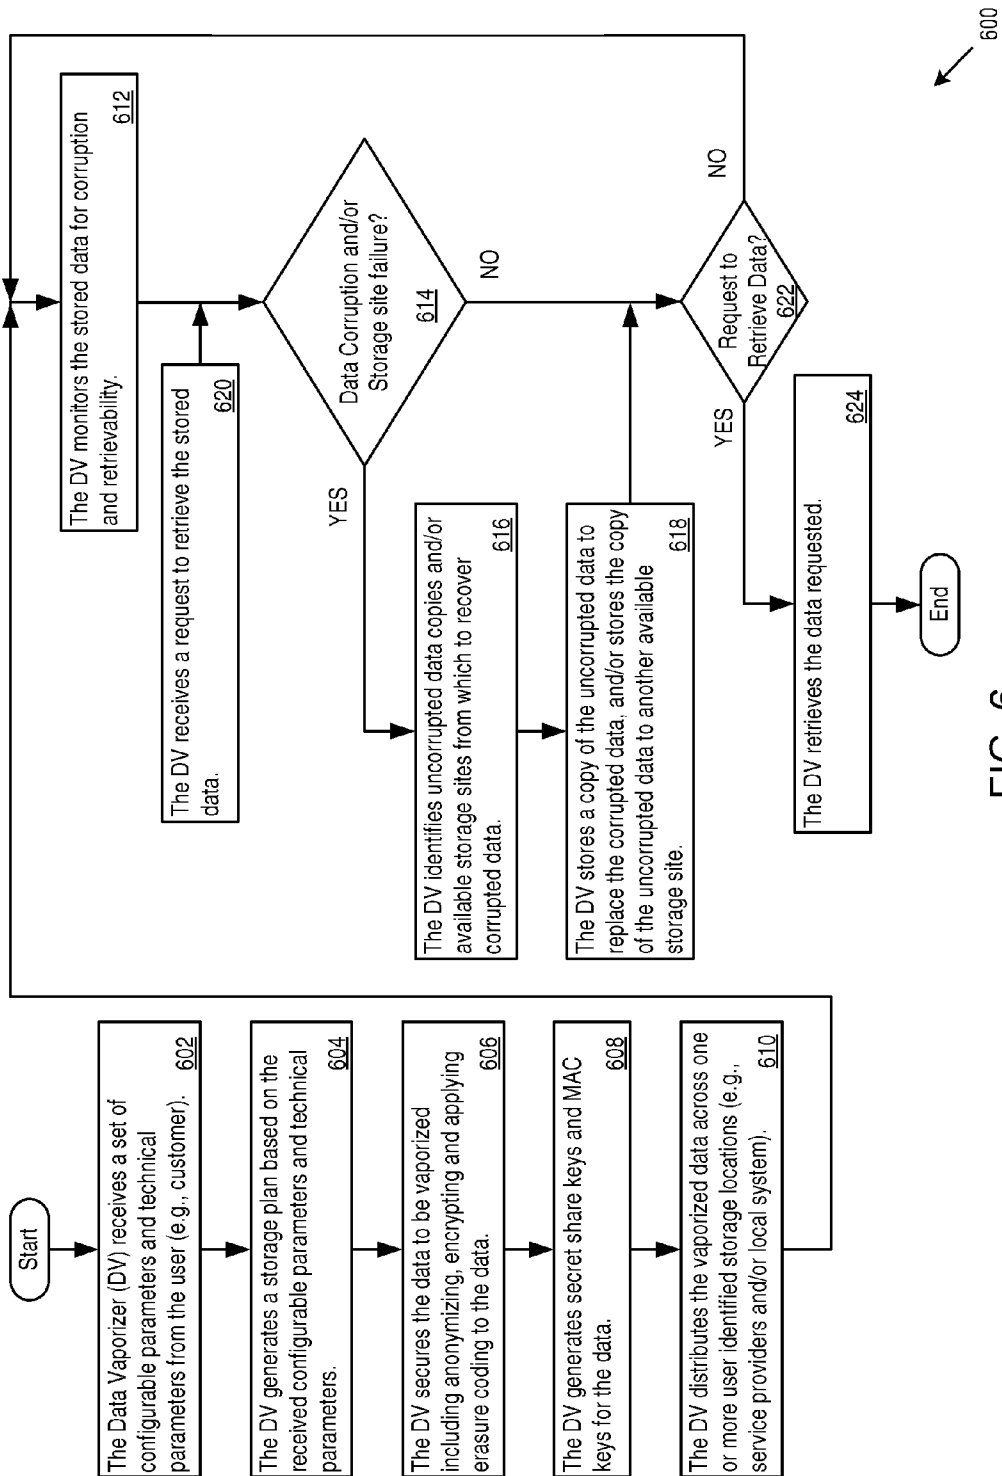 Start
The Data Vaporizer (DV) receives a set of
configurable parameters and technical
parameters from the user (e.g., customer).
602
The DV generates a storage plan based on the
received configurable parameters and technical
parameters.
604
The DV secures the data to be vaporized
including anonymizing, encrypting and applying
erasure coding to the data.
606
The DV generates secret share keys and MAC
keys for the data.
608
The DV distributes the vaporized data across one
or more user identified storage locations (e.g.,
service providers and/or local system).
610
The DV monitors the stored data for corruption
and retrievability.
612
The DV receives a request to retrieve the stored
data.
620
Data Corruption and/or
Storage site failure?
614
YES
NO
The DV identifies uncorrupted data copies and/or
available storage sites from which to recover
corrupted data.
616
The DV stores a copy of the uncorrupted data to
replace the corrupted data, and/or stores the copy
of the uncorrupted data to another available
storage site.
618
Request to
Retrieve Data?
622
YES
NO
The DV retrieves the data requested.
624
End
600
FIG. 6